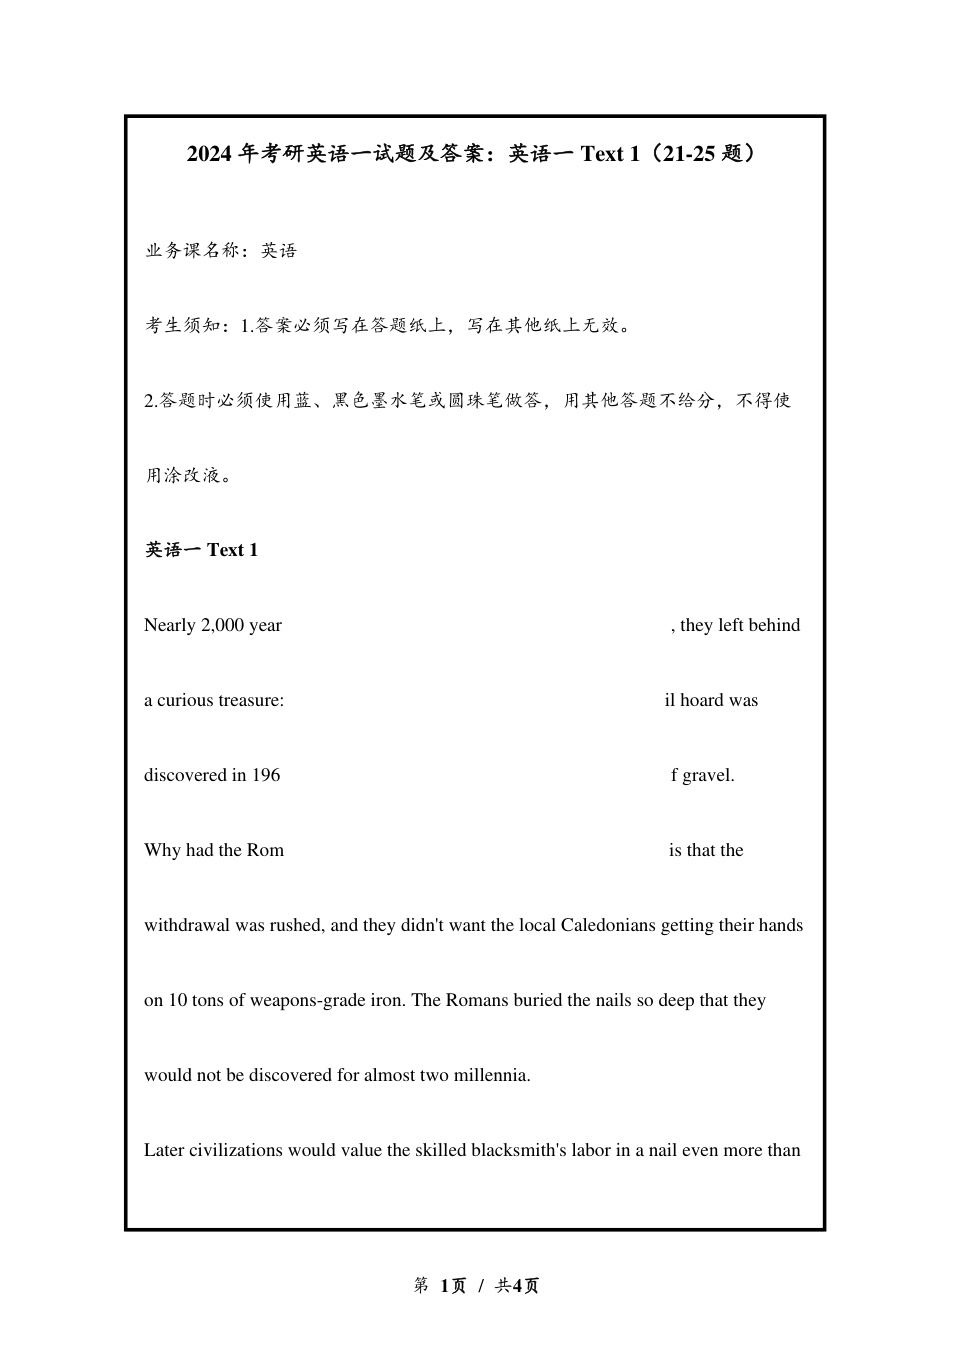 2024 年考研英语一试题及答案：英语一 Text 1（21-25 题）
业务课名称：英语
考生须知：1.答案必须写在答题纸上，写在其他纸上无效。
2.答题时必须使用蓝、黑色墨水笔或圆珠笔做答，用其他答题不给分，不得使
用涂改液。
英语一 Text 1
Nearly 2,000 year , they left behind
a curious treasure: il hoard was
discovered in 196 f gravel.
Why had the Rom is that the
withdrawal was rushed, and they didn't want the local Caledonians getting their hands
on 10 tons of weapons-grade iron. The Romans buried the nails so deep that they
would not be discovered for almost two millennia.
Later civilizations would value the skilled blacksmith's labor in a nail even more than
第 1页 / 共4页